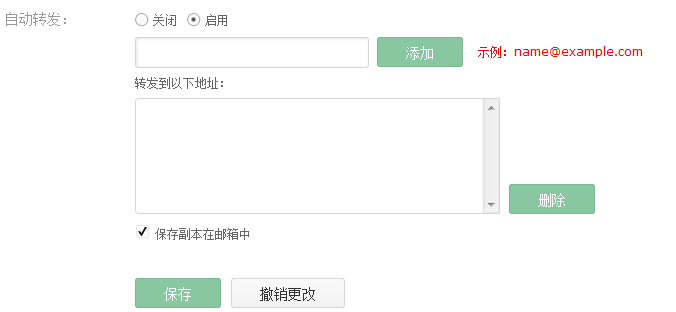 自动转发：
关闭 启用
添加 示例：name@example.com
转发到以下地址：
删除
保存副本在邮箱中
保存 撤销更改